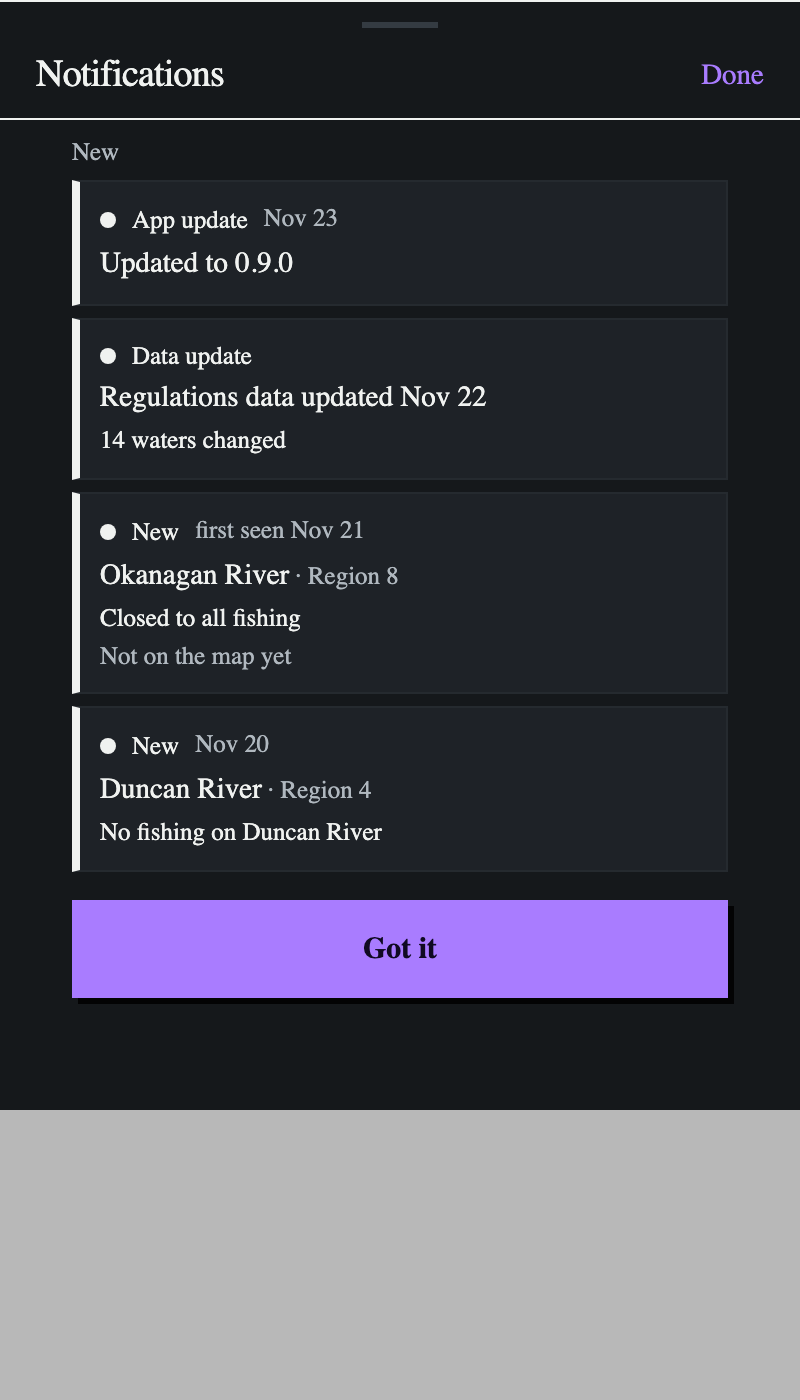 Notifications
Done
New
App update Nov 23
Updated to 0.9.0
Data update
Regulations data updated Nov 22
14 waters changed
New first seen Nov 21
Okanagan River · Region 8
Closed to all fishing
Not on the map yet
New Nov 20
Duncan River · Region 4
No fishing on Duncan River
Got it